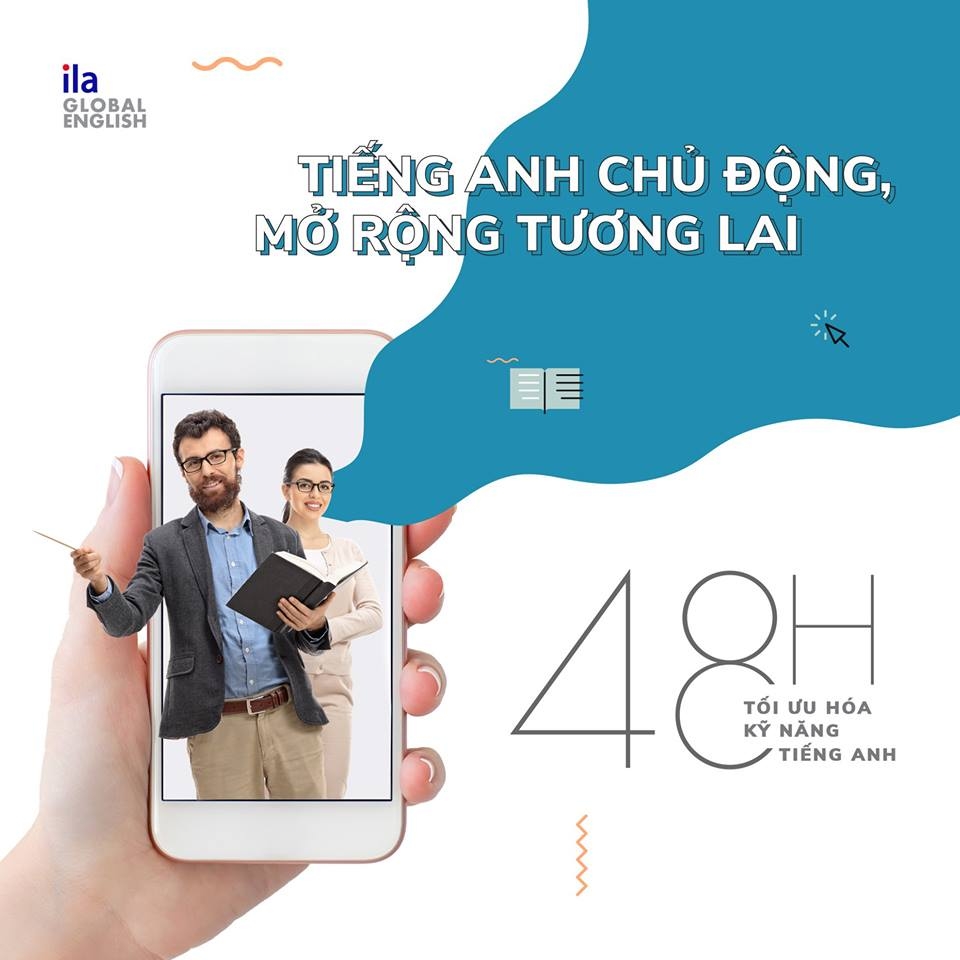 ila
GLOBAL
ENGLISH
TIẾNG ANH CHỦ ĐỘNG,
MỞ RỘNG TƯƠNG LAI
48H
TỐI ƯU HÓA
KỸ NĂNG
TIẾNG ANH